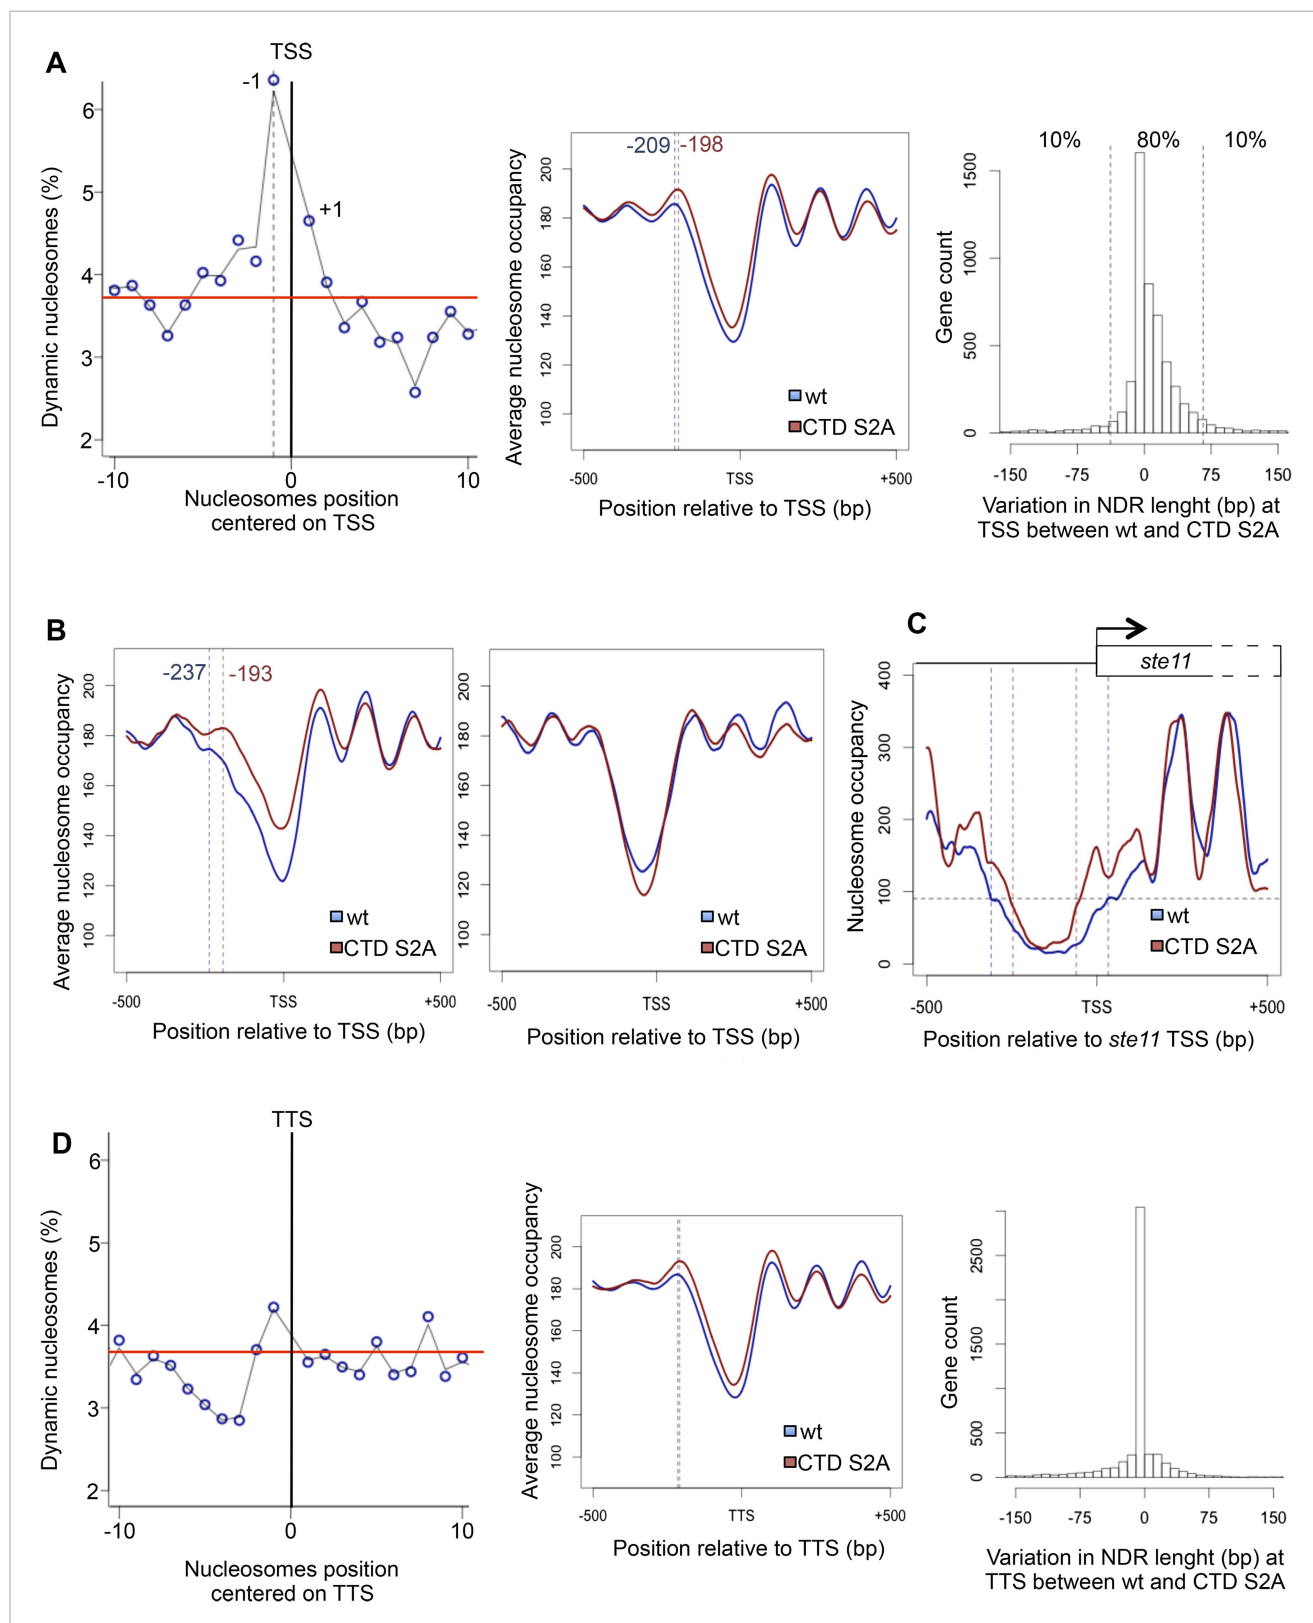 A
TSS
-1
+1
6
5
4
3
2
Dynamic nucleosomes (%)
-10
0
10
Nucleosomes position
centered on TSS
-209
-198
200
180
160
140
120
100
Average nucleosome occupancy
wt
CTD S2A
-500
TSS
+500
Position relative to TSS (bp)
10%
80%
10%
1500
1000
500
0
Gene count
-150
-75
0
75
150
Variation in NDR lenght (bp) at
TSS between wt and CTD S2A
B
-237
-193
200
180
160
140
120
100
Average nucleosome occupancy
wt
CTD S2A
-500
TSS
+500
Position relative to TSS (bp)
200
180
160
140
120
100
wt
CTD S2A
-500
TSS
+500
Position relative to TSS (bp)
C
ste11
400
300
200
100
0
Nucleosome occupancy
wt
CTD S2A
-500
TSS
+500
Position relative to ste11 TSS (bp)
D
TTS
6
5
4
3
2
Dynamic nucleosomes (%)
-10
0
10
Nucleosomes position
centered on TTS
200
180
160
140
120
100
Average nucleosome occupancy
wt
CTD S2A
-500
TTS
+500
Position relative to TTS (bp)
2500
1500
500
0
Gene count
-150
-75
0
75
150
Variation in NDR lenght (bp) at
TTS between wt and CTD S2A